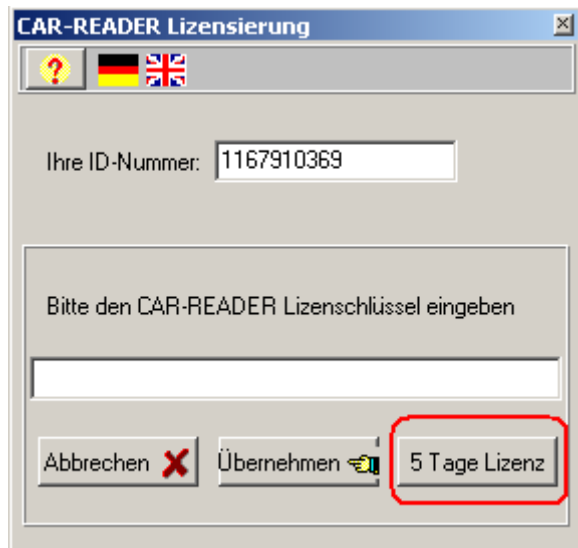 CAR-READER Lizensierung
?
Ihre ID-Nummer: 1167910369
Bitte den CAR-READER Lizenschlüssel eingeben
Abbrechen Übernehmen 5 Tage Lizenz